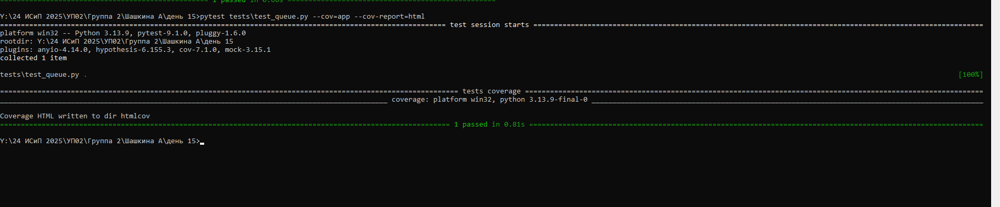 1 passed in 0.66s
Y:\24 ИСиП 2025\УП02\Группа 2\Шашкина А\день 15>pytest tests\test_queue.py --cov=app --cov-report=html
test session starts
platform win32 -- Python 3.13.9, pytest-9.1.0, pluggy-1.6.0
rootdir: Y:\24 ИСиП 2025\УП02\Группа 2\Шашкина А\день 15
plugins: anyio-4.14.0, hypothesis-6.155.3, cov-7.1.0, mock-3.15.1
collected 1 item
tests\test_queue.py . [100%]
tests coverage
coverage: platform win32, python 3.13.9-final-0
Coverage HTML written to dir htmlcov
1 passed in 0.81s
Y:\24 ИСиП 2025\УП02\Группа 2\Шашкина А\день 15>